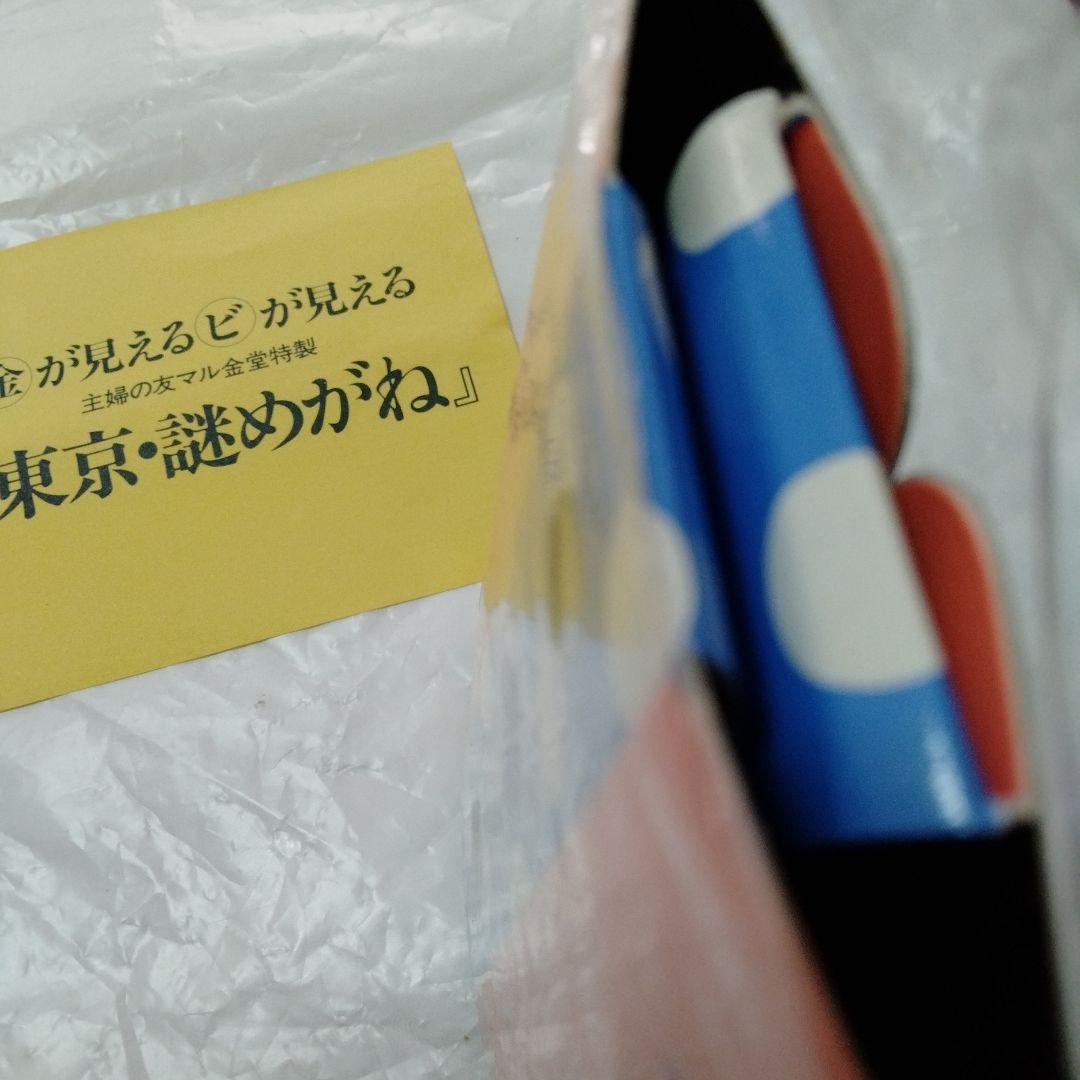 ㊎が見えるビが見える
主婦の友マル金堂特製
東京・謎めがね』